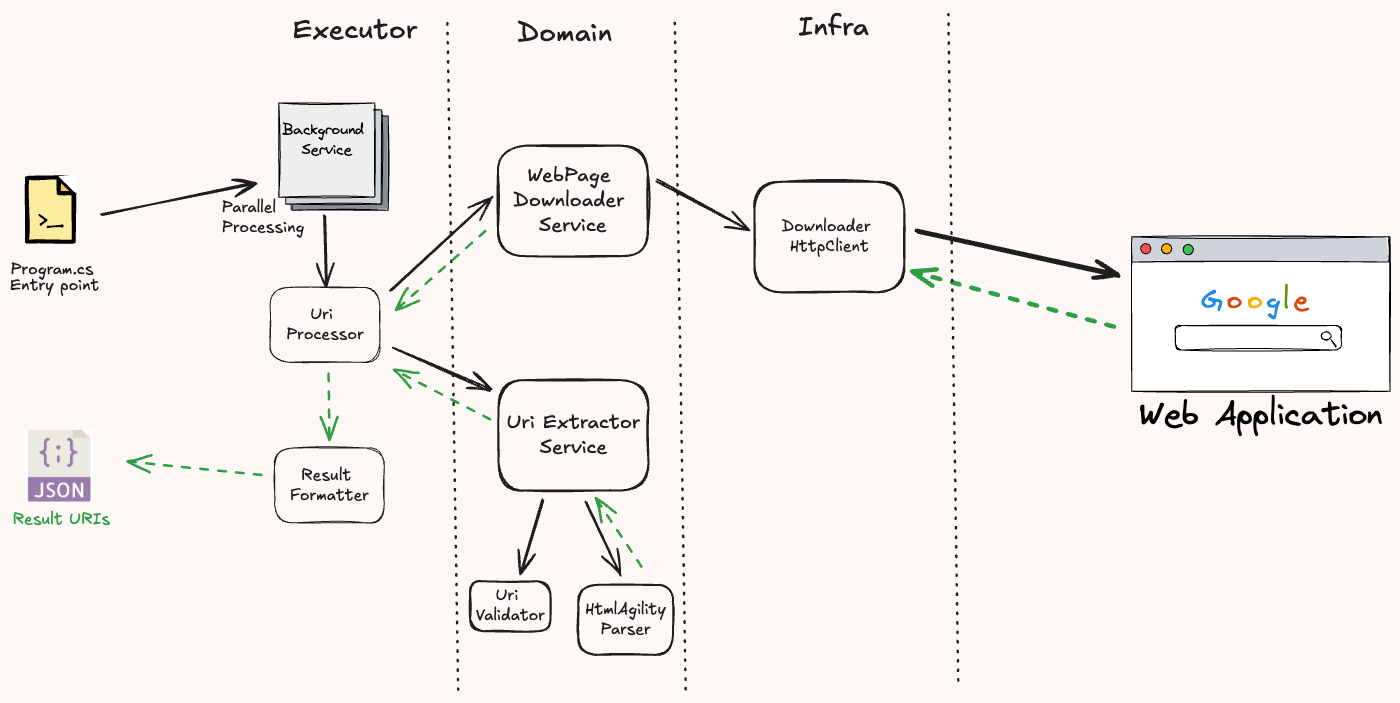 Executor
Domain
Infra
Background
Service
Parallel
Processing
Program.cs
Entry point
Uri
Processor
Result
Formatter
{;}
JSON
Result URIs
WebPage
Downloader
Service
Uri Extractor
Service
Uri
Validator
HtmlAgility
Parser
Downloader
HttpClient
Google
Web Application
>_